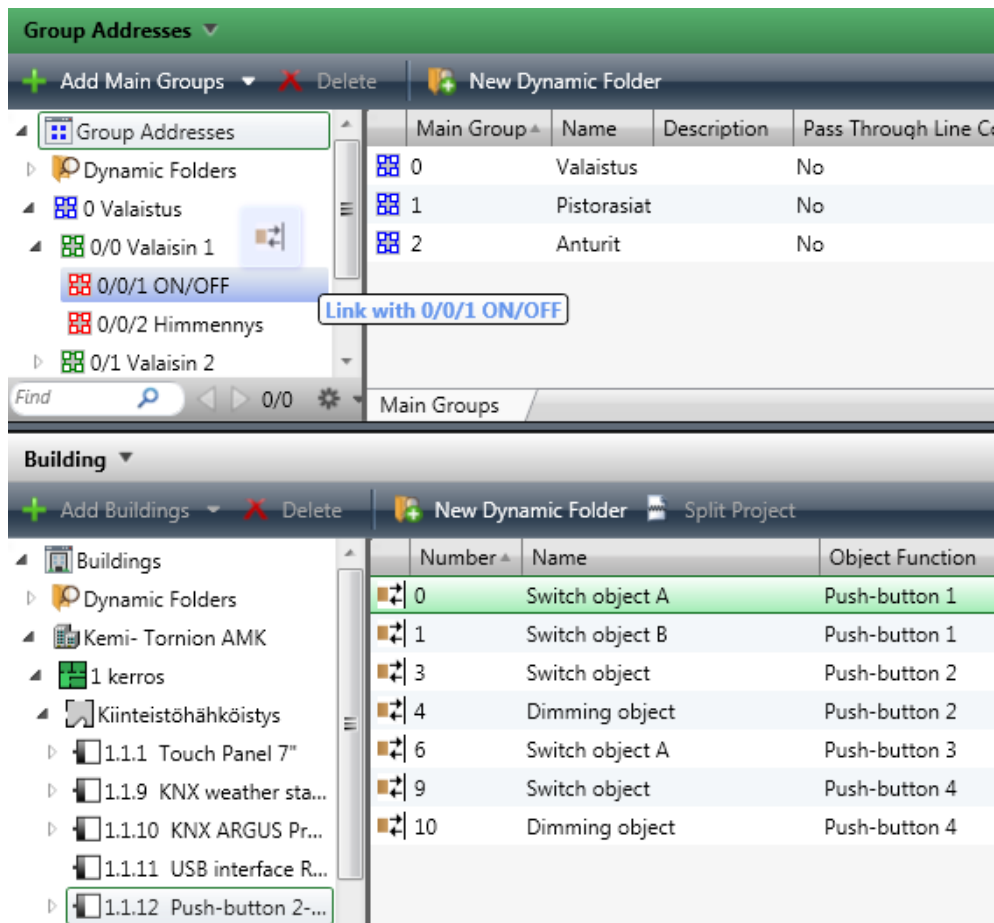 Group Addresses
Add Main Groups Delete New Dynamic Folder
Group Addresses
Dynamic Folders
0 Valaistus
0/0 Valaisin 1
0/0/1 ON/OFF
0/0/2 Himmennys
0/1 Valaisin 2
Find 0/0
Main Group Name Description Pass Through Line Co
0 Valaistus No
1 Pistorasiat No
2 Anturit No
Link with 0/0/1 ON/OFF
Main Groups
Building
Add Buildings Delete New Dynamic Folder Split Project
Buildings
Dynamic Folders
Kemi- Tornion AMK
1 kerros
Kiinteistöhähköistys
1.1.1 Touch Panel 7"
1.1.9 KNX weather sta...
1.1.10 KNX ARGUS Pr...
1.1.11 USB interface R...
1.1.12 Push-button 2-...
Number Name Object Function
0 Switch object A Push-button 1
1 Switch object B Push-button 1
3 Switch object Push-button 2
4 Dimming object Push-button 2
6 Switch object A Push-button 3
9 Switch object Push-button 4
10 Dimming object Push-button 4